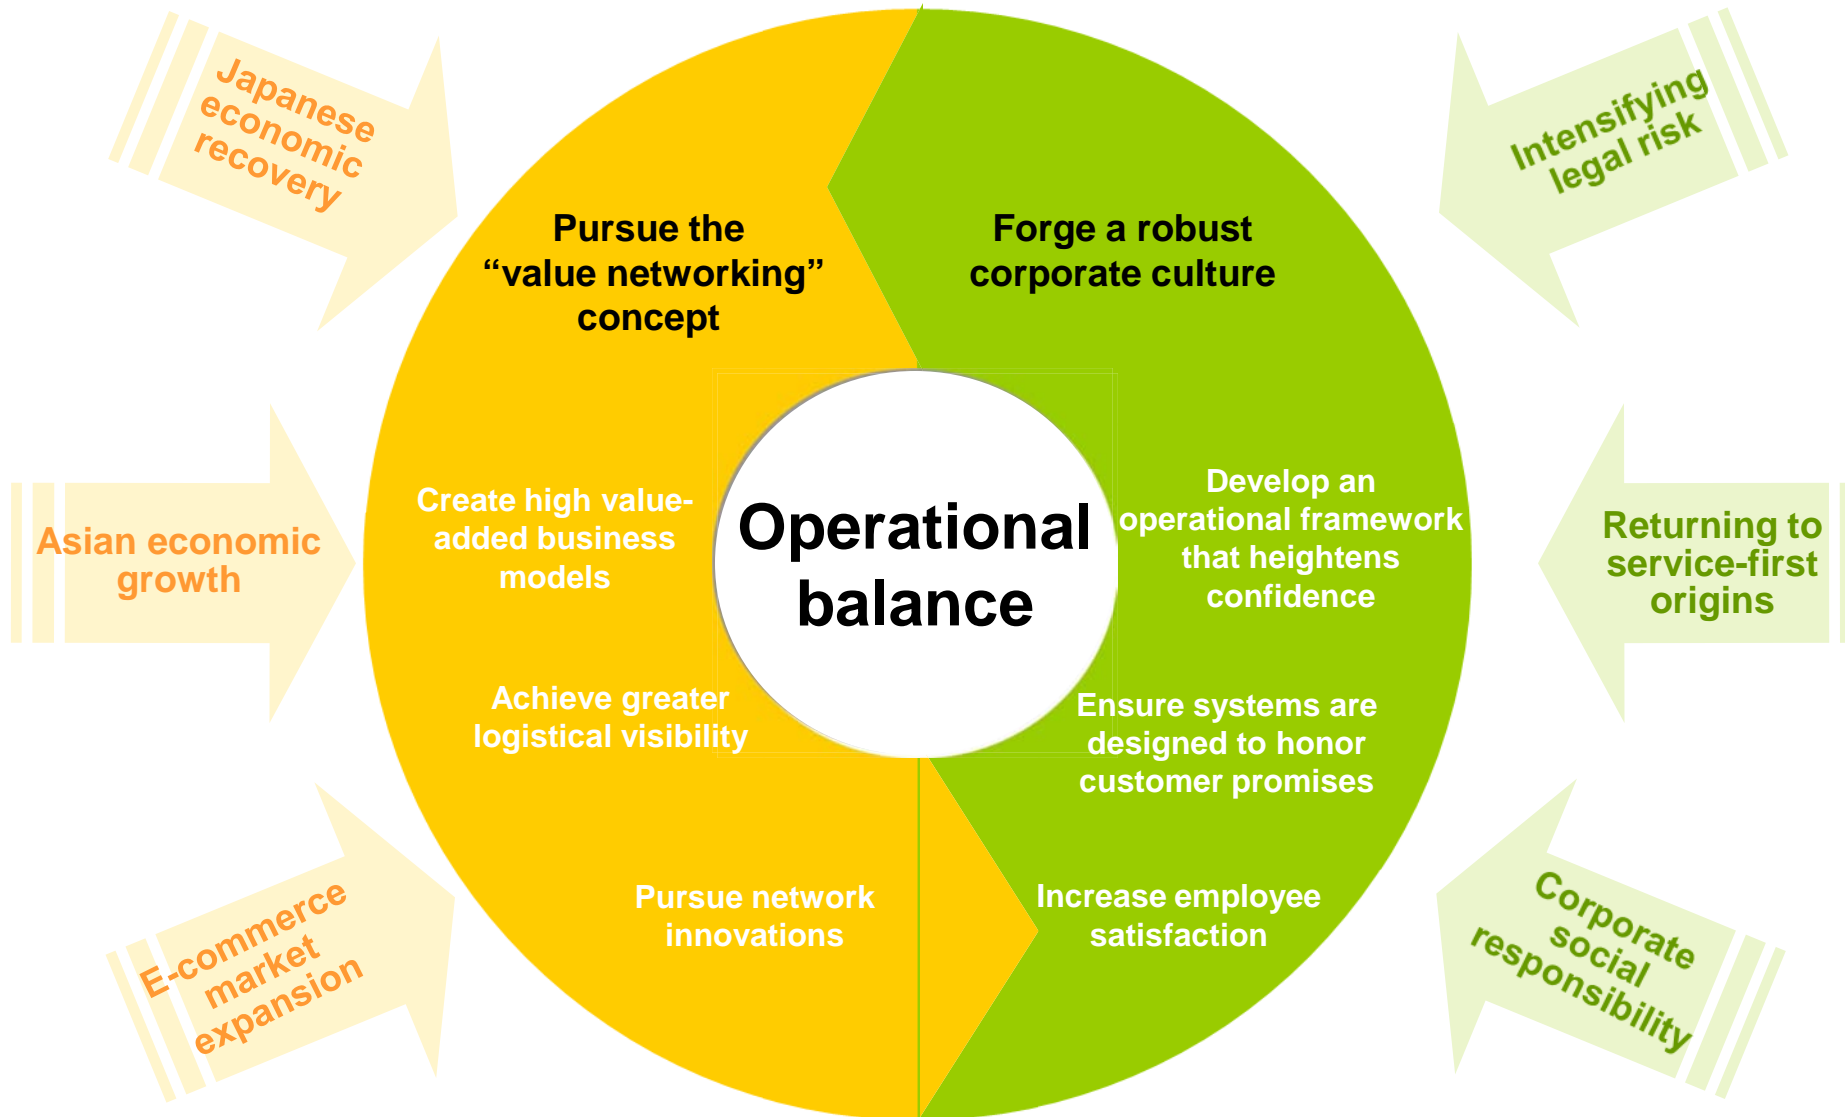 Japanese
economic
recovery
Asian economic
growth
E-commerce
market
expansion
Pursue the
“value networking”
concept
Create high value-
added business
models
Achieve greater
logistical visibility
Pursue network
innovations
Operational
balance
Forge a robust
corporate culture
Develop an
operational framework
that heightens
confidence
Ensure systems are
designed to honor
customer promises
Increase employee
satisfaction
Intensifying
legal risk
Returning to
service-first
origins
Corporate
social
responsibility